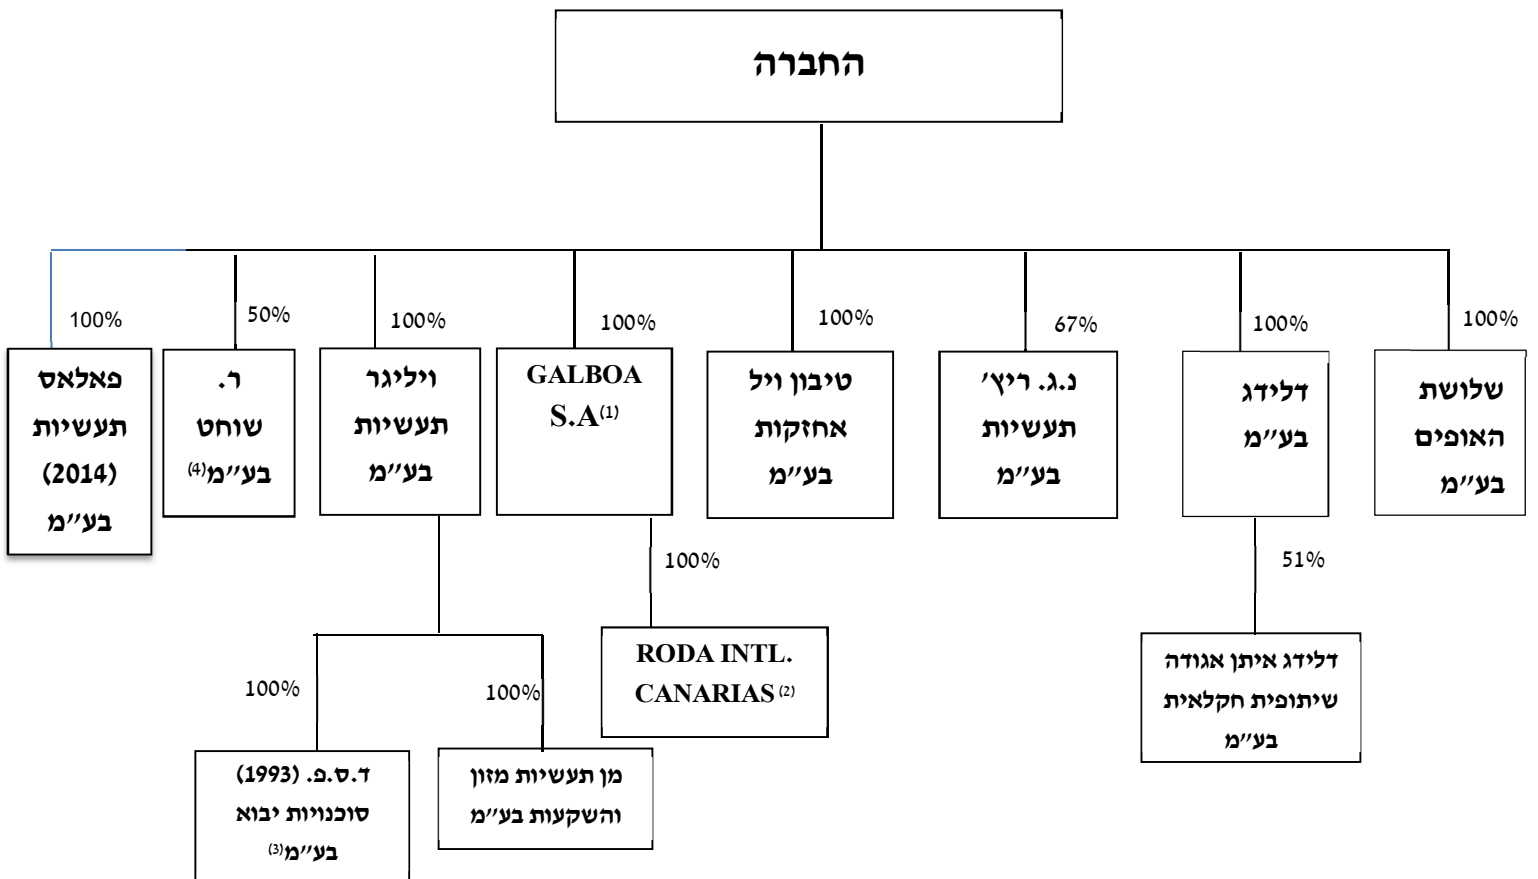 החברה
100%
שלושת
האופים
בע״מ
100%
דלידג
בע״מ
67%
נ.ג. ריץ׳
תעשיות
בע״מ
100%
טיבון ויל
אחזקות
בע״מ
100%
GALBOA
S.A(1)
100%
ויליגר
תעשיות
בע״מ
50%
ר.
שוחט
בע״מ(4)
100%
פאלאס
תעשיות
(2014)
בע״מ
51%
דלידג איתן אגודה
שיתופית חקלאית
בע״מ
100%
RODA INTL.
CANARIAS (2)
100%
מן תעשיות מזון
והשקעות בע״מ
100%
ד.ס.פ. (1993)
סוכנויות יבוא
בע״מ(3)